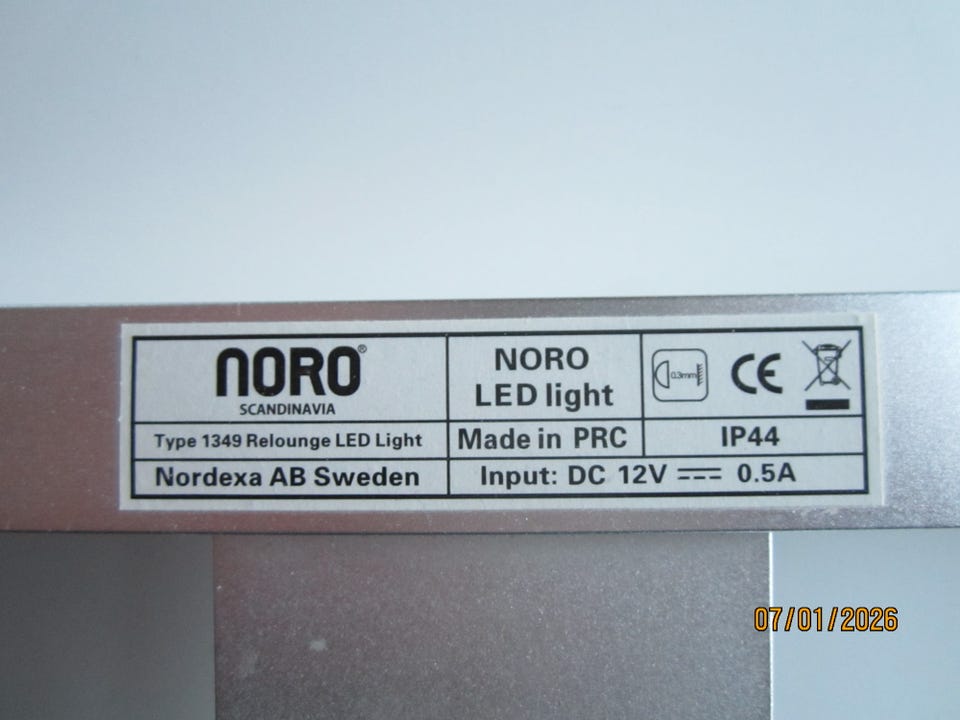 NORO®
SCANDINAVIA
NORO
LED light
0.3mm
CE
Type 1349 Relounge LED Light
Made in PRC
IP44
Nordexa AB Sweden
Input: DC 12V ⎓ 0.5A
07/01/2026